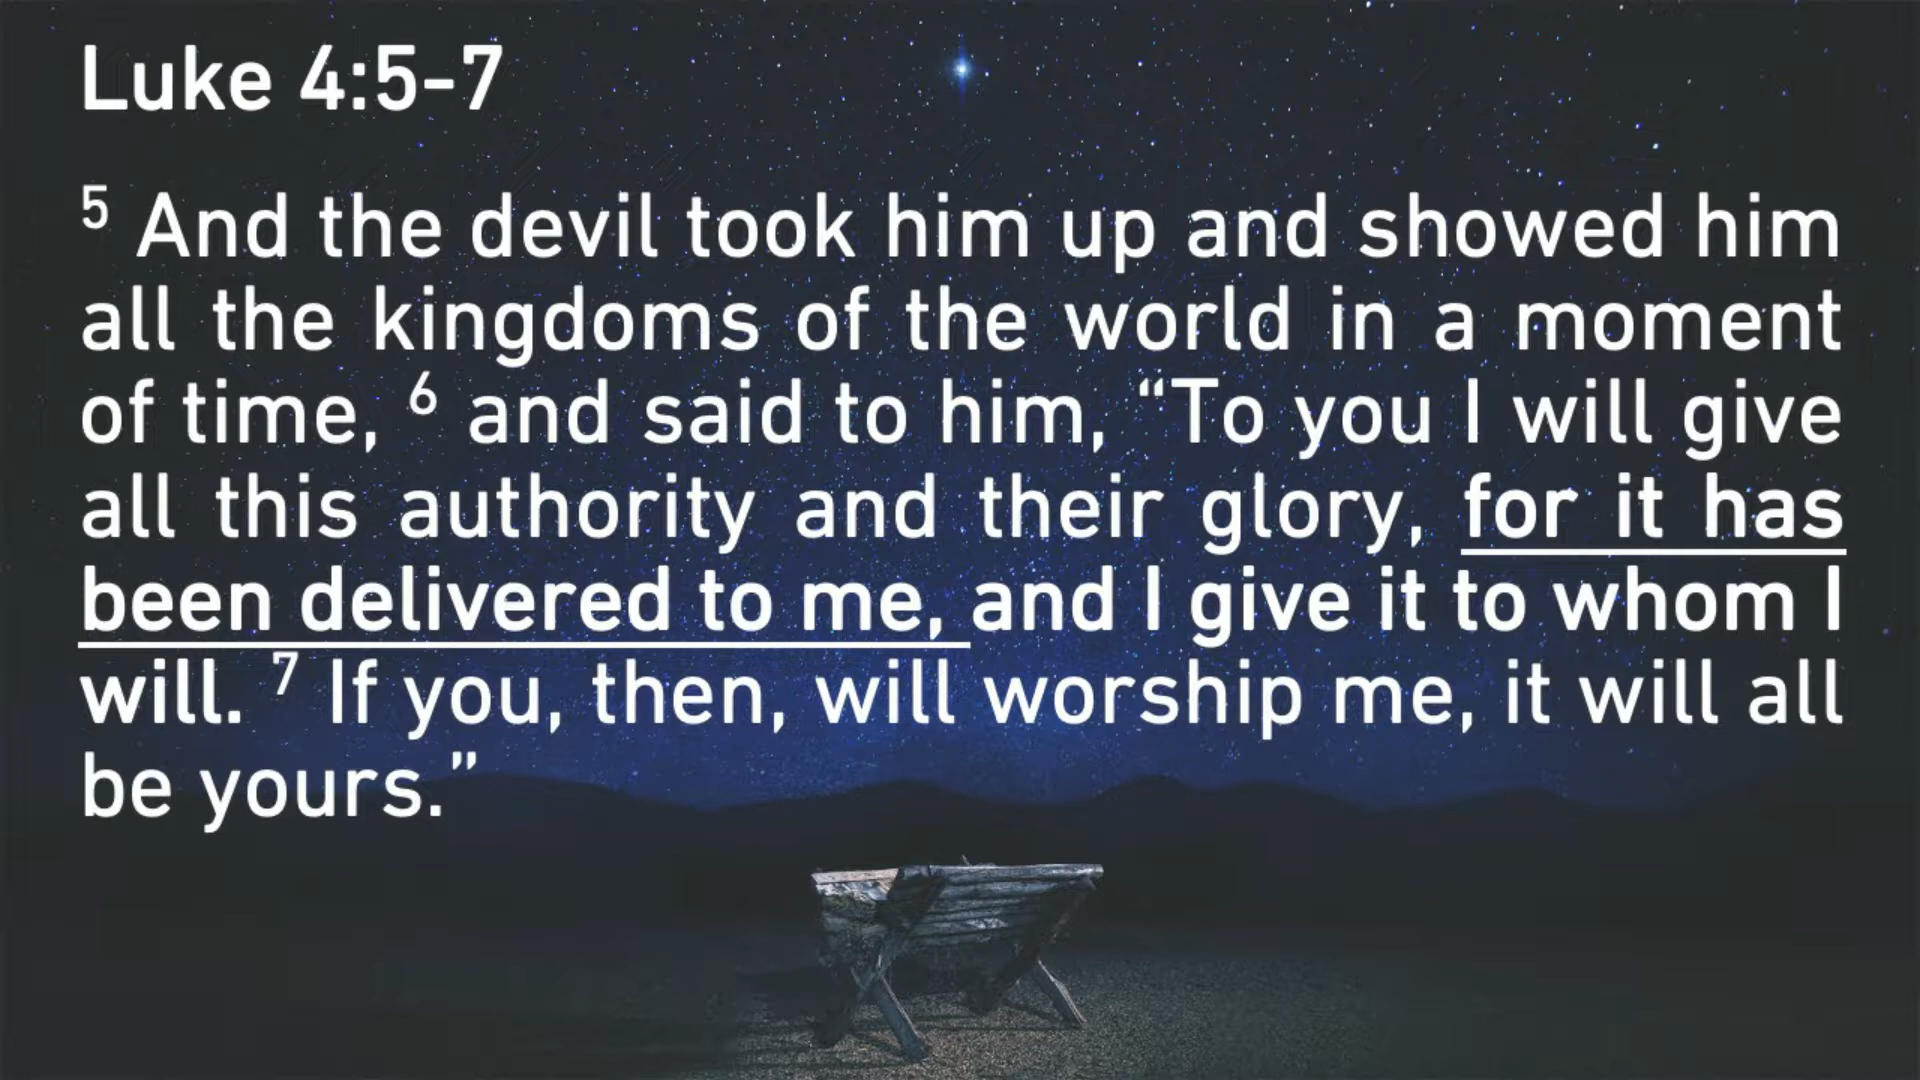 Luke 4:5-7
5 And the devil took him up and showed him
all the kingdoms of the world in a moment
of time, 6 and said to him, “To you I will give
all this authority and their glory, for it has
been delivered to me, and I give it to whom I
will. 7 If you, then, will worship me, it will all
be yours.”